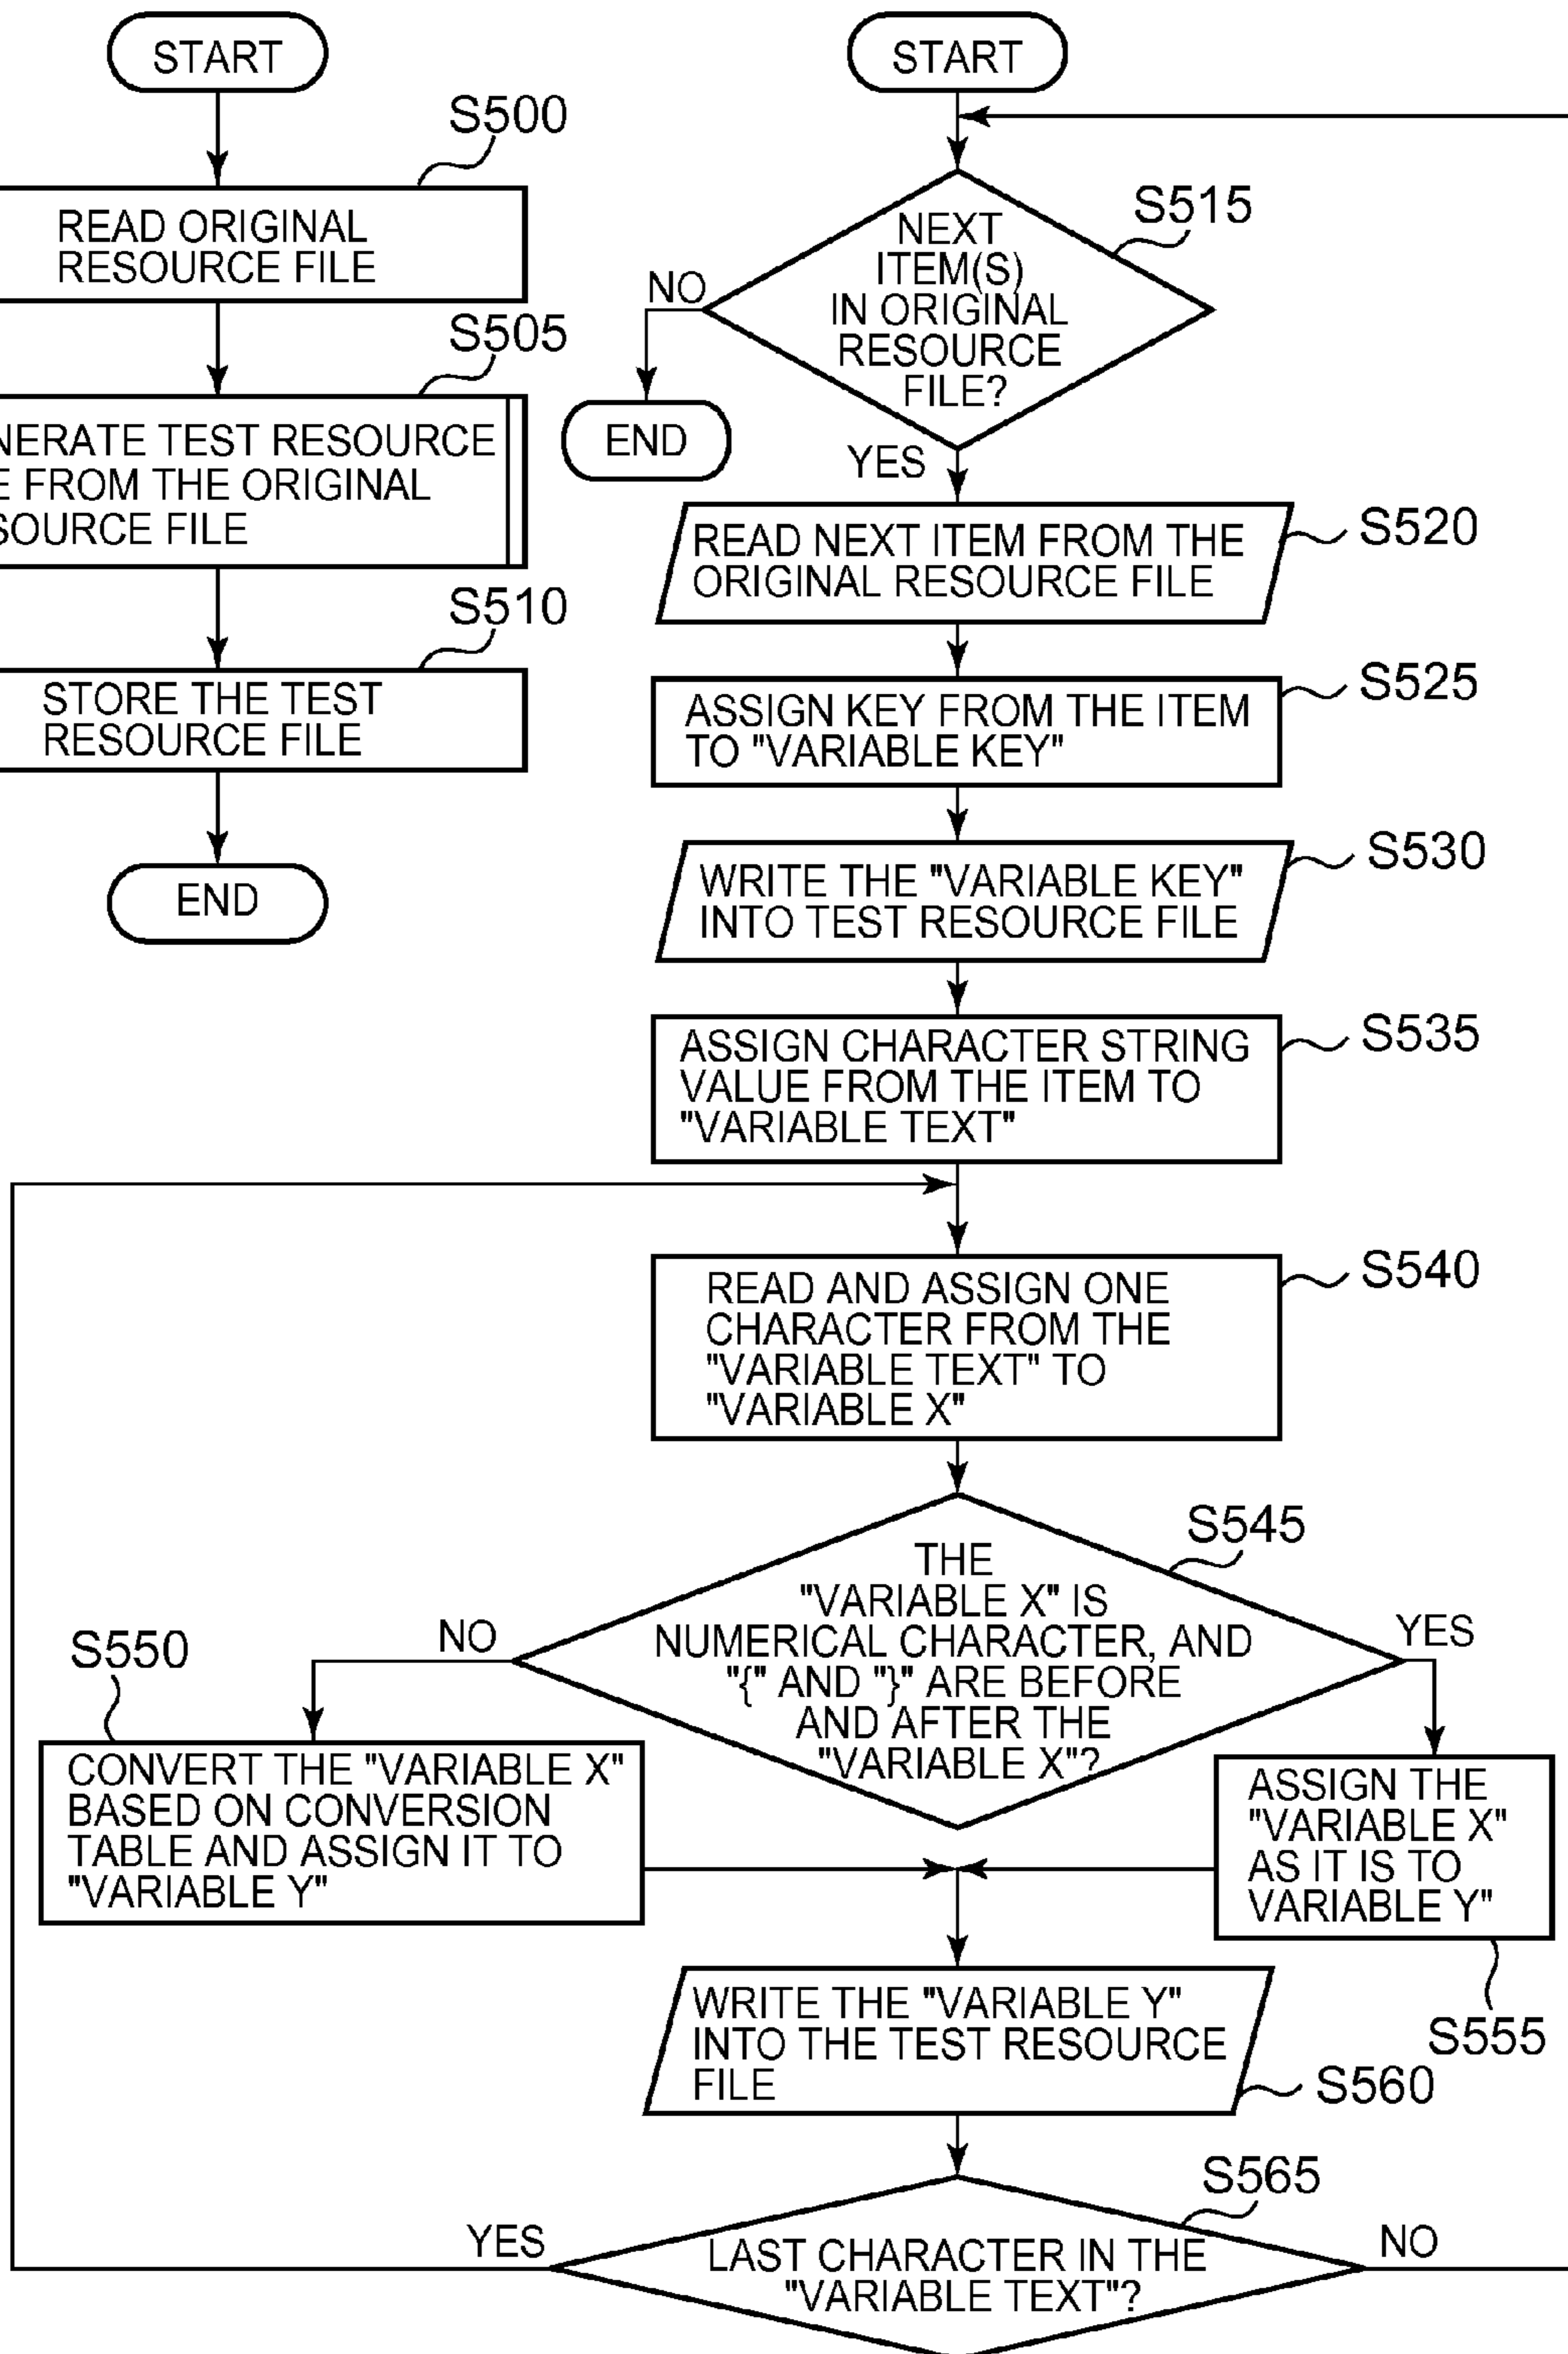 START
S500
READ ORIGINAL
RESOURCE FILE
S505
NERATE TEST RESOURCE
E FROM THE ORIGINAL
SOURCE FILE
S510
STORE THE TEST
RESOURCE FILE
END
START
S515
NEXT
ITEM(S)
IN ORIGINAL
RESOURCE
FILE?
NO
END
YES
S520
READ NEXT ITEM FROM THE
ORIGINAL RESOURCE FILE
S525
ASSIGN KEY FROM THE ITEM
TO "VARIABLE KEY"
S530
WRITE THE "VARIABLE KEY"
INTO TEST RESOURCE FILE
S535
ASSIGN CHARACTER STRING
VALUE FROM THE ITEM TO
"VARIABLE TEXT"
S540
READ AND ASSIGN ONE
CHARACTER FROM THE
"VARIABLE TEXT" TO
"VARIABLE X"
S545
THE
"VARIABLE X" IS
NUMERICAL CHARACTER, AND
"{" AND "}" ARE BEFORE
AND AFTER THE
"VARIABLE X"?
NO
YES
S550
CONVERT THE "VARIABLE X"
BASED ON CONVERSION
TABLE AND ASSIGN IT TO
"VARIABLE Y"
ASSIGN THE
"VARIABLE X"
AS IT IS TO
VARIABLE Y"
S555
WRITE THE "VARIABLE Y"
INTO THE TEST RESOURCE
FILE
S560
S565
LAST CHARACTER IN THE
"VARIABLE TEXT"?
YES
NO